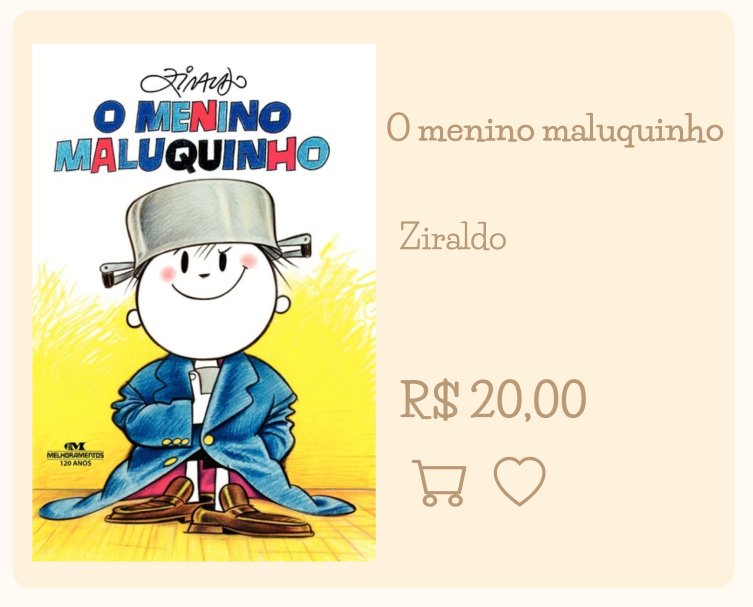 Ziraldo
O MENINO
MALUQUINHO
MELHORAMENTOS
120 ANOS
O menino maluquinho
Ziraldo
R$ 20,00